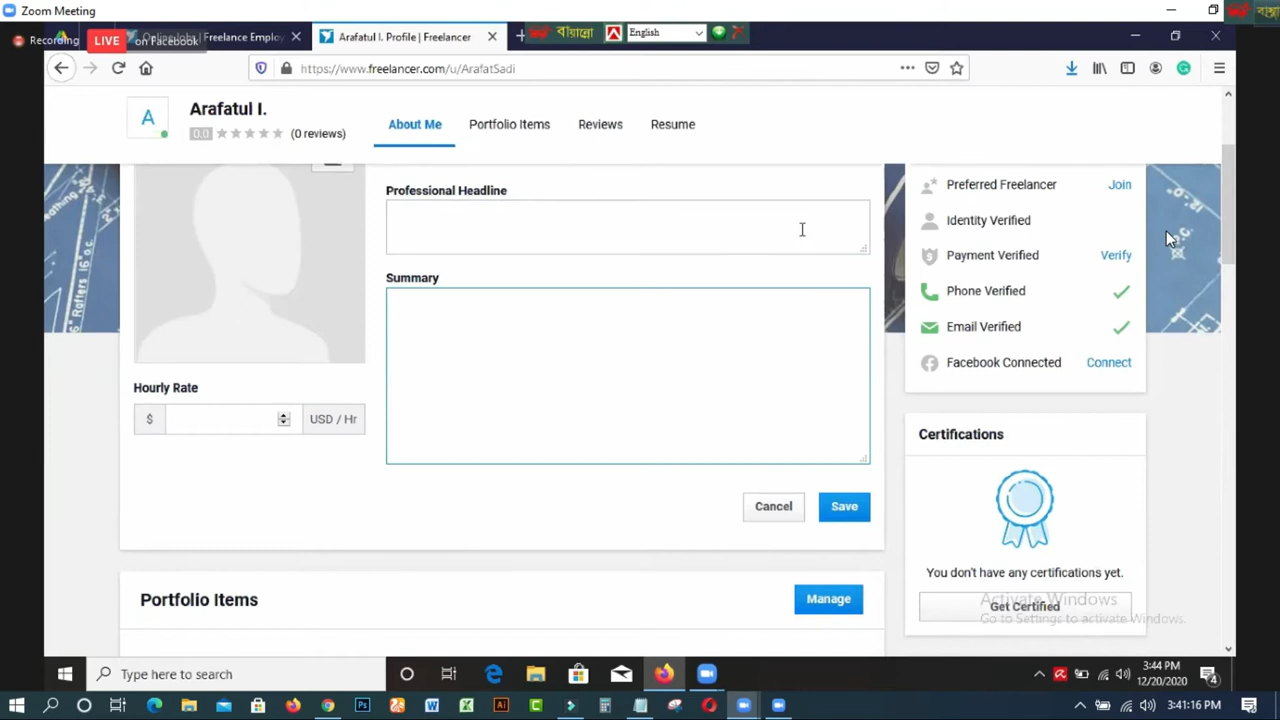 Zoom Meeting
Recording
LIVE on Facebook
Freelance Employ
Arafatul I. Profile | Freelancer
বায়ান্নো
English
https://www.freelancer.com/u/ArafatSadi
A
Arafatul I.
0.0 (0 reviews)
About Me
Portfolio Items
Reviews
Resume
Professional Headline
Summary
Hourly Rate
$
USD / Hr
Cancel
Save
Portfolio Items
Manage
Preferred Freelancer
Join
Identity Verified
Payment Verified
Verify
Phone Verified
Email Verified
Facebook Connected
Connect
Certifications
You don't have any certifications yet.
Get Certified
Activate Windows
Go to Settings to activate Windows.
Type here to search
3:44 PM
12/20/2020
4
3:41:16 PM